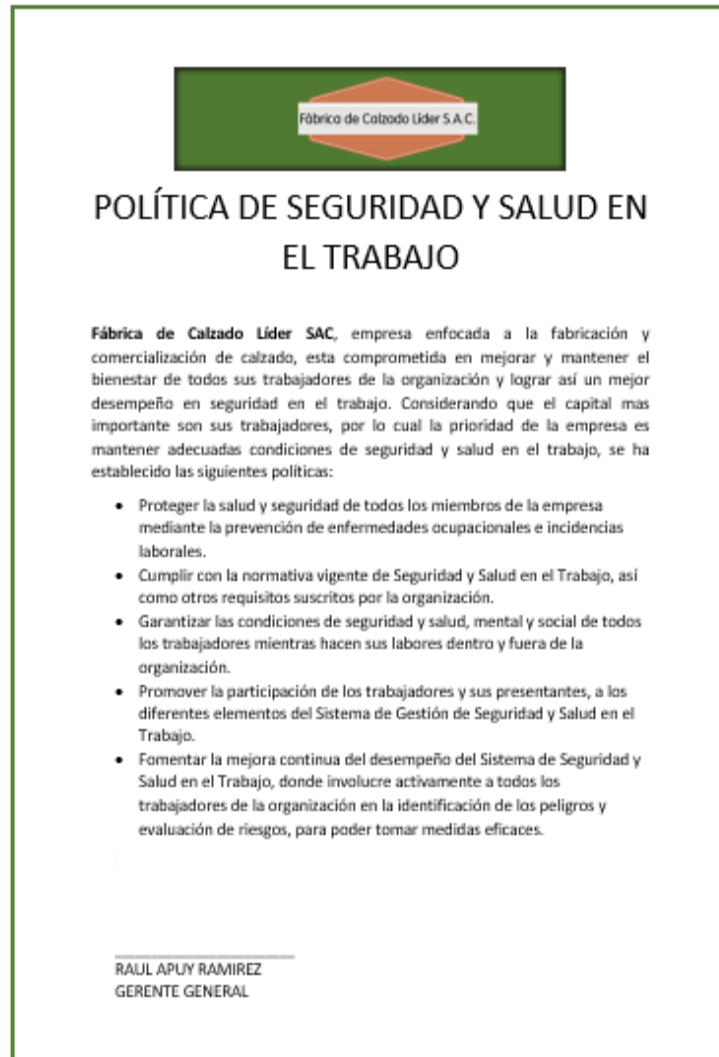 Fábrica de Calzado Líder S.A.C.
POLÍTICA DE SEGURIDAD Y SALUD EN
EL TRABAJO
Fábrica de Calzado Líder SAC, empresa enfocada a la fabricación y
comercialización de calzado, esta comprometida en mejorar y mantener el
bienestar de todos sus trabajadores de la organización y lograr así un mejor
desempeño en seguridad en el trabajo. Considerando que el capital mas
importante son sus trabajadores, por lo cual la prioridad de la empresa es
mantener adecuadas condiciones de seguridad y salud en el trabajo, se ha
establecido las siguientes políticas:
• Proteger la salud y seguridad de todos los miembros de la empresa
mediante la prevención de enfermedades ocupacionales e incidencias
laborales.
• Cumplir con la normativa vigente de Seguridad y Salud en el Trabajo, así
como otros requisitos suscritos por la organización.
• Garantizar las condiciones de seguridad y salud, mental y social de todos
los trabajadores mientras hacen sus labores dentro y fuera de la
organización.
• Promover la participación de los trabajadores y sus presentantes, a los
diferentes elementos del Sistema de Gestión de Seguridad y Salud en el
Trabajo.
• Fomentar la mejora continua del desempeño del Sistema de Seguridad y
Salud en el Trabajo, donde involucre activamente a todos los
trabajadores de la organización en la identificación de los peligros y
evaluación de riesgos, para poder tomar medidas eficaces.
RAUL APUY RAMIREZ
GERENTE GENERAL